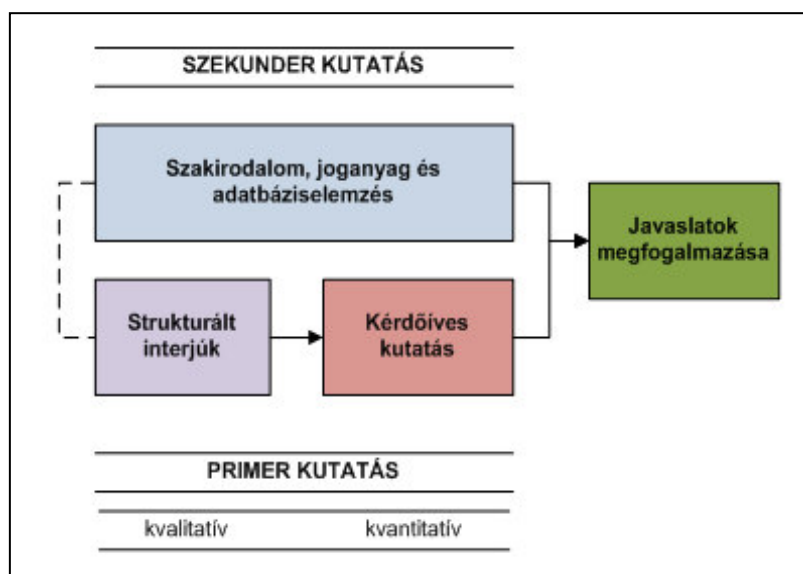 SZEKUNDER KUTATÁS
Szakirodalom, joganyag és
adatbáziselemzés
Javaslatok
megfogalmazása
Strukturált
interjúk
Kérdőíves
kutatás
PRIMER KUTATÁS
kvalitatív
kvantitatív